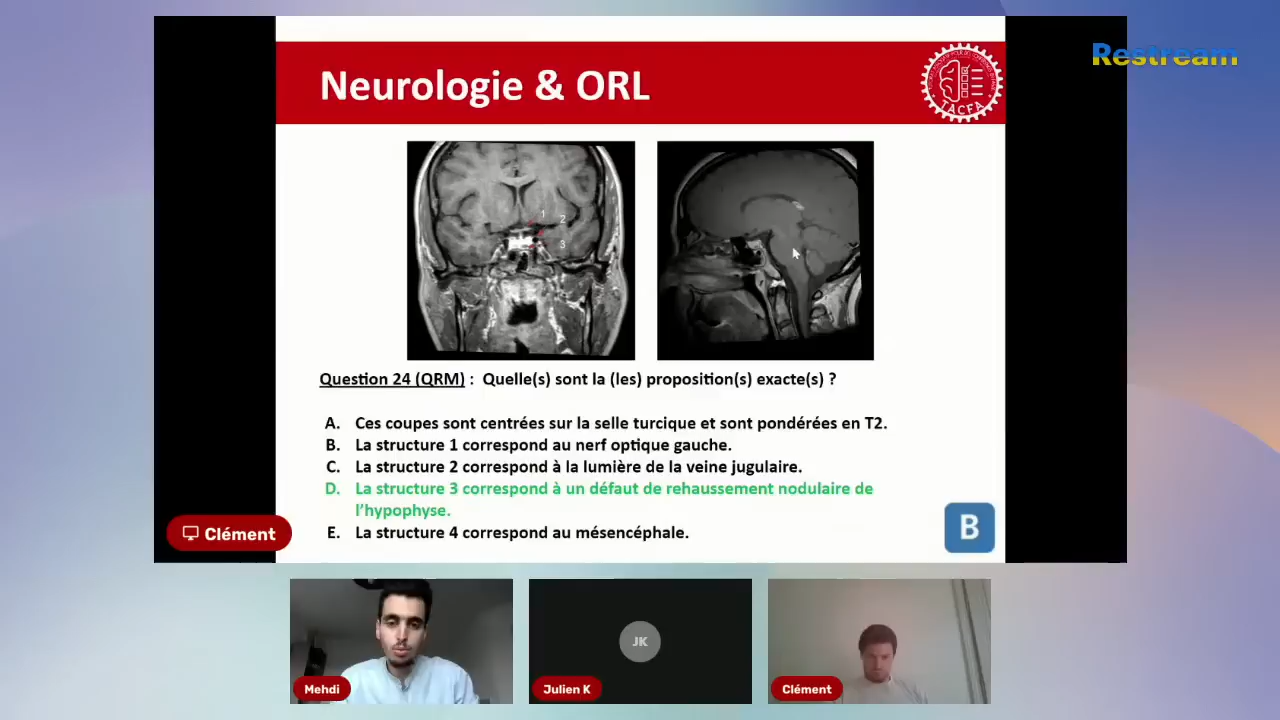 Restream
Neurologie & ORL
TACFA
1
2
3
Question 24 (QRM) : Quelle(s) sont la (les) proposition(s) exacte(s) ?
A. Ces coupes sont centrées sur la selle turcique et sont pondérées en T2.
B. La structure 1 correspond au nerf optique gauche.
C. La structure 2 correspond à la lumière de la veine jugulaire.
D. La structure 3 correspond à un défaut de rehaussement nodulaire de
l'hypophyse.
E. La structure 4 correspond au mésencéphale.
B
Clément
JK
Mehdi
Julien K
Clément